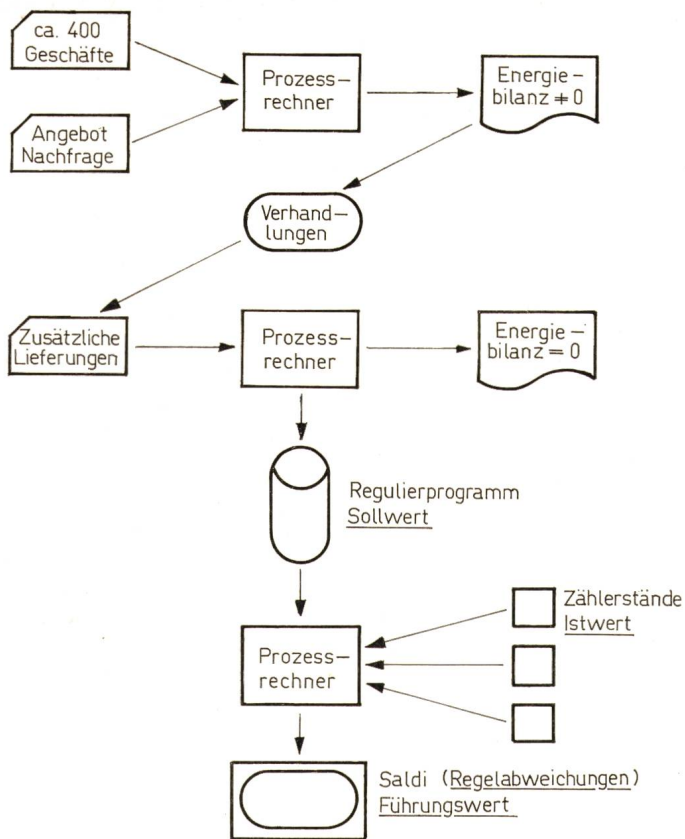 ca. 400
Geschäfte
Prozess-
rechner
Energie-
bilanz ≠ 0
Angebot
Nachfrage
Verhand-
lungen
Zusätzliche
Lieferungen
Prozess-
rechner
Energie-
bilanz = 0
Regulierprogramm
Sollwert
Zählerstände
Istwert
Prozess-
rechner
Saldi (Regelabweichungen)
Führungswert